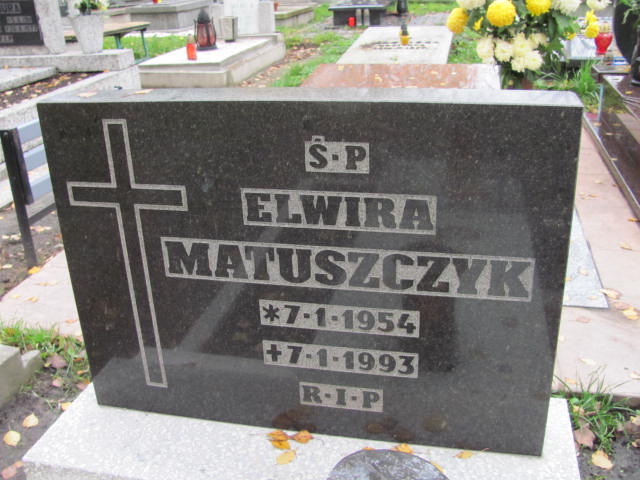 Ś·P
ELWIRA
MATUSZCZYK
*7-1-1954
+7-1-1993
R·I·P